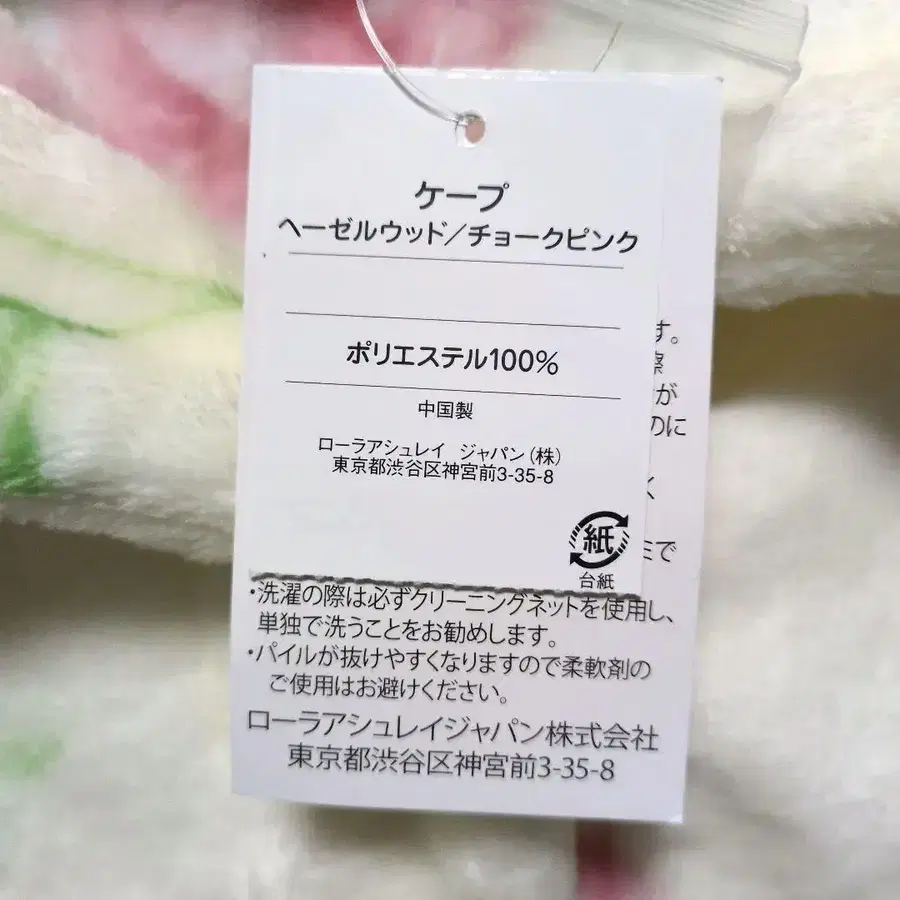 ケープ
ヘーゼルウッド/チョークピンク
ポリエステル100%
中国製
ローラアシュレイ ジャパン(株)
東京都渋谷区神宮前3-35-8
す。
が
のに
く
まで
紙
台紙
・洗濯の際は必ずクリーニングネットを使用し、
単独で洗うことをお勧めします。
・パイルが抜けやすくなりますので柔軟剤の
ご使用はお避けください。
ローラアシュレイジャパン株式会社
東京都渋谷区神宮前3-35-8